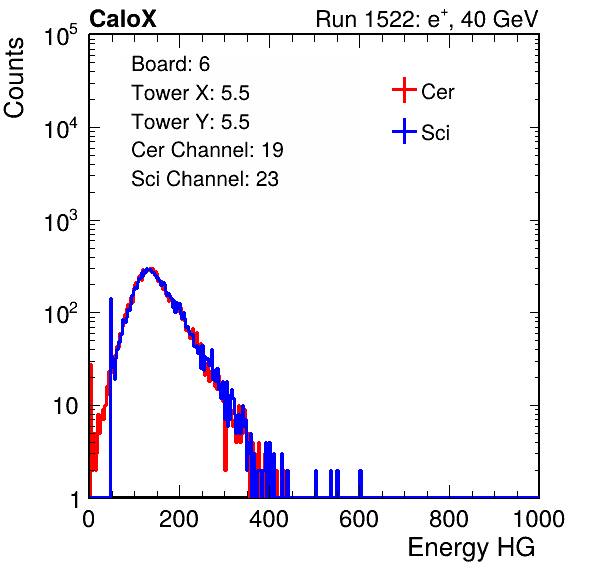 CaloX Run 1522: e⁺, 40 GeV
Counts
10⁵
10⁴
10³
10²
10
1
Board: 6
Tower X: 5.5
Tower Y: 5.5
Cer Channel: 19
Sci Channel: 23
Cer
Sci
0 200 400 600 800 1000
Energy HG